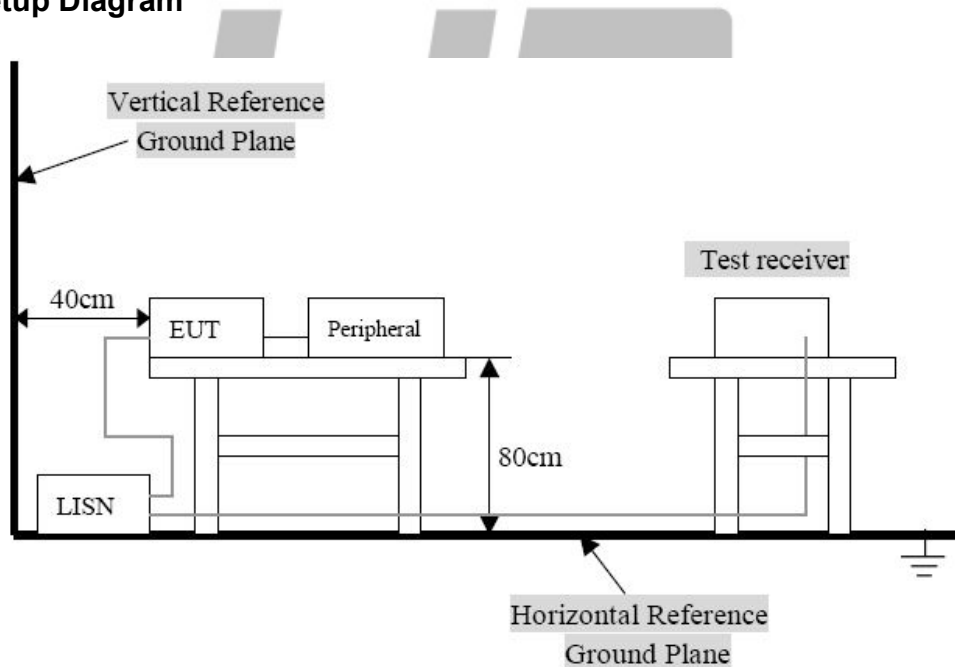 Vertical Reference
Ground Plane
Test receiver
40cm
EUT
Peripheral
80cm
LISN
Horizontal Reference
Ground Plane